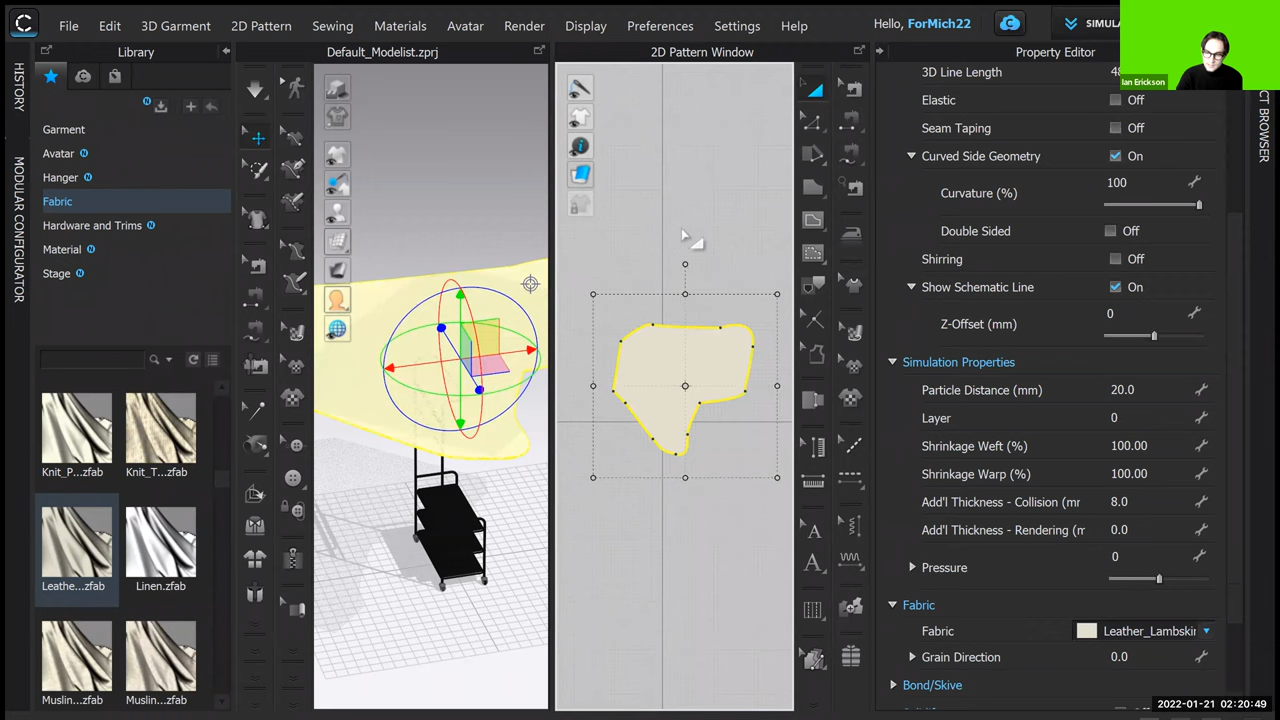 File Edit 3D Garment 2D Pattern Sewing Materials Avatar Render Display Preferences Settings Help Hello, ForMich22 SIMULA
Library
Default_Modelist.zprj
2D Pattern Window
Property Editor
HISTORY
MODULAR CONFIGURATOR
Garment
Avatar N
Hanger N
Fabric
Hardware and Trims N
Material N
Stage N
Knit_P...zfab Knit_T...zfab
Leathe...zfab Linen.zfab
Muslin...zfab Muslin...zfab
3D Line Length 48
Elastic Off
Seam Taping Off
Curved Side Geometry On
Curvature (%) 100
Double Sided Off
Shirring Off
Show Schematic Line On
Z-Offset (mm) 0
Simulation Properties
Particle Distance (mm) 20.0
Layer 0
Shrinkage Weft (%) 100.00
Shrinkage Warp (%) 100.00
Add'l Thickness - Collision (mr 8.0
Add'l Thickness - Rendering (m 0.0
Pressure 0
Fabric
Fabric Leather_Lambskir
Grain Direction 0.0
Bond/Skive
Ian Erickson
CT BROWSER
2022-01-21 02:20:49